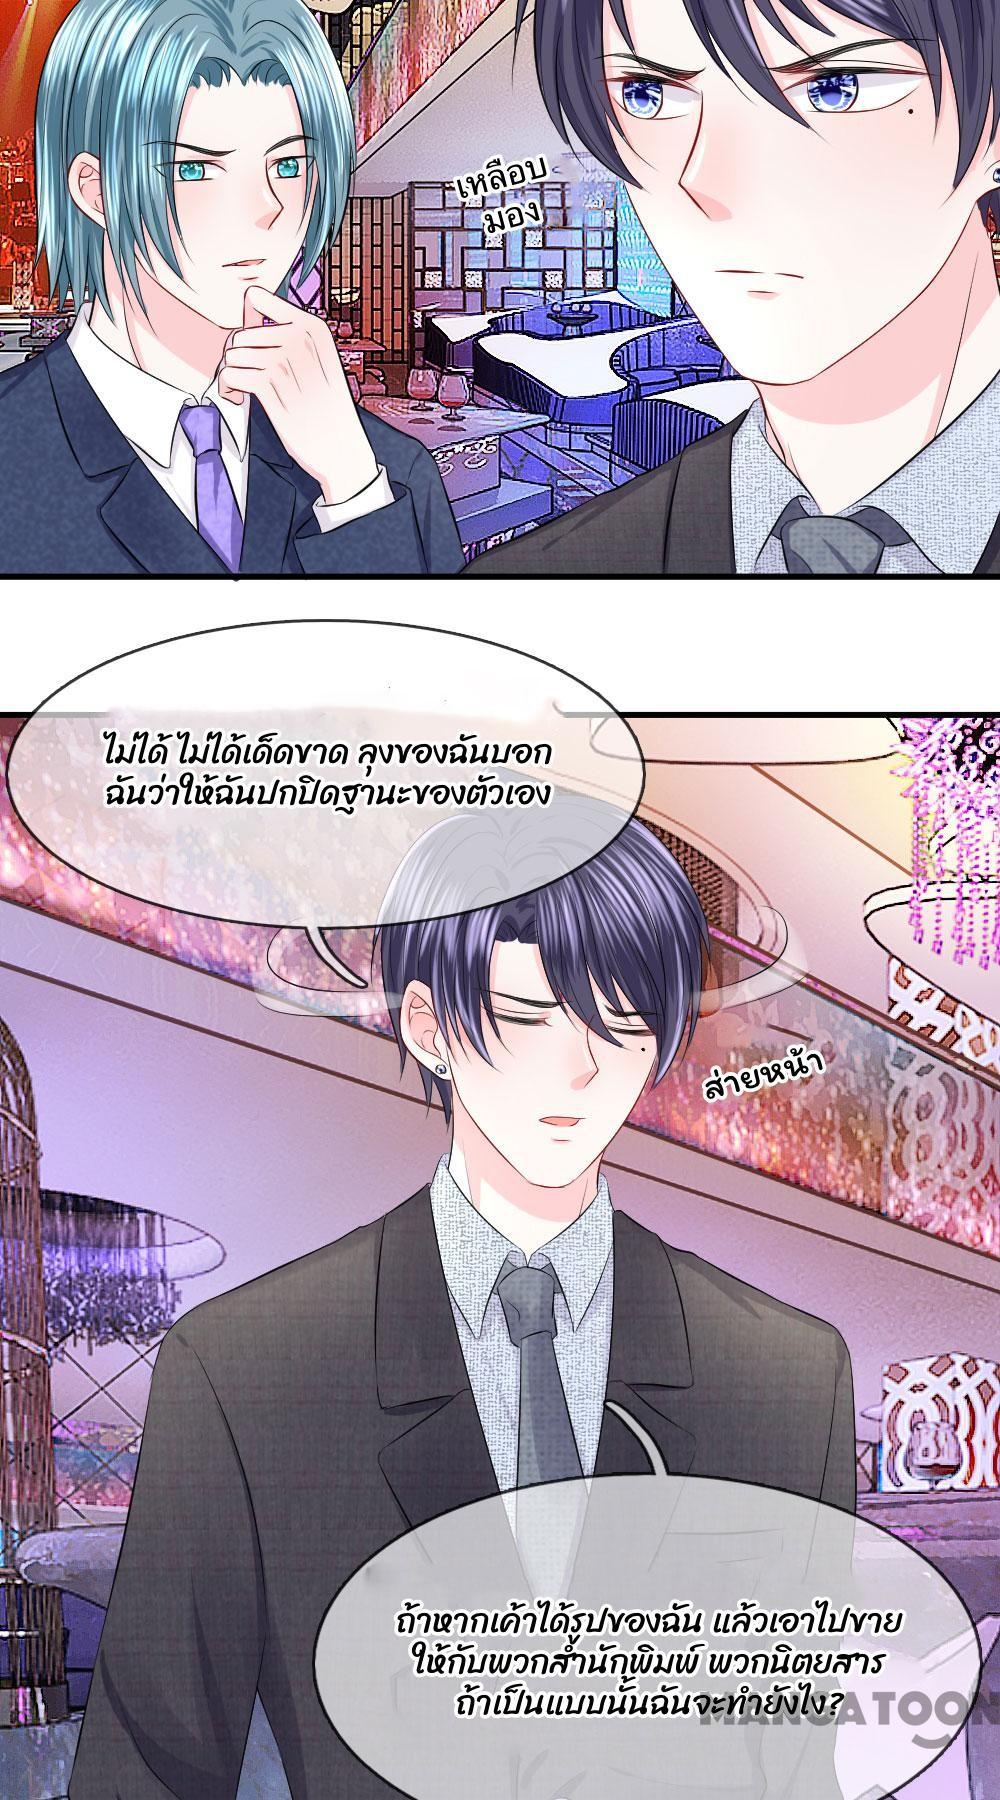 เหลือบ
มอง
ไม่ได้ ไม่ได้เด็ดขาด ลุงของฉันบอก
ฉันว่าให้ฉันปกปิดฐานะของตัวเอง
ส่ายหน้า
ถ้าหากเค้าได้รูปของฉัน แล้วเอาไปขาย
ให้กับพวกสำนักพิมพ์ พวกนิตยสาร
ถ้าเป็นแบบนั้นฉันจะทำยังไง?
MANGATOON